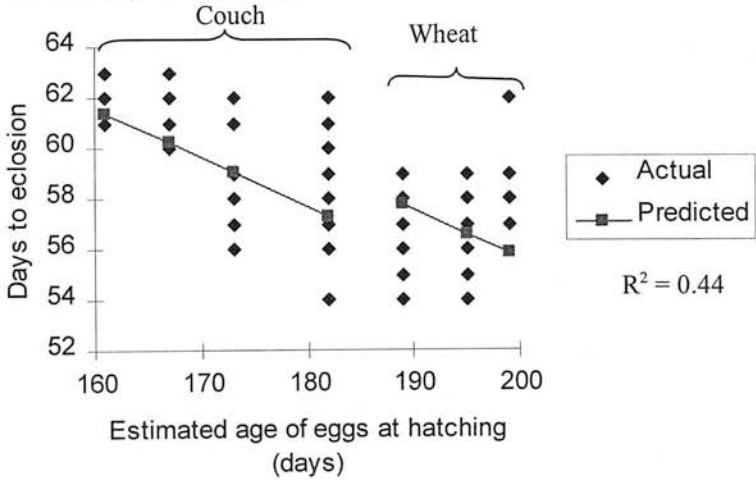 Couch
Wheat
64
62
60
58
56
54
52
Days to eclosion
160
170
180
190
200
Estimated age of eggs at hatching
(days)
Actual
Predicted
R² = 0.44